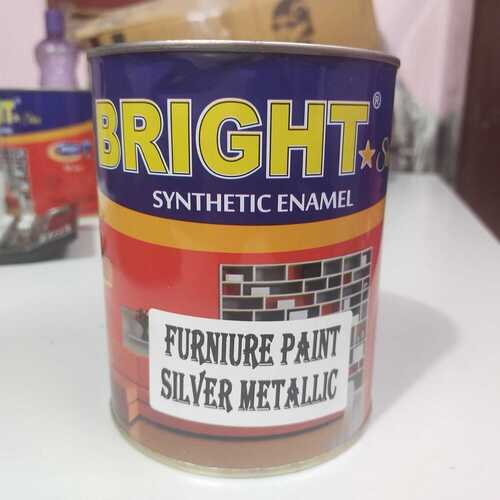 BRIGHT®
SYNTHETIC ENAMEL
FURNIURE PAINT
SILVER METALLIC